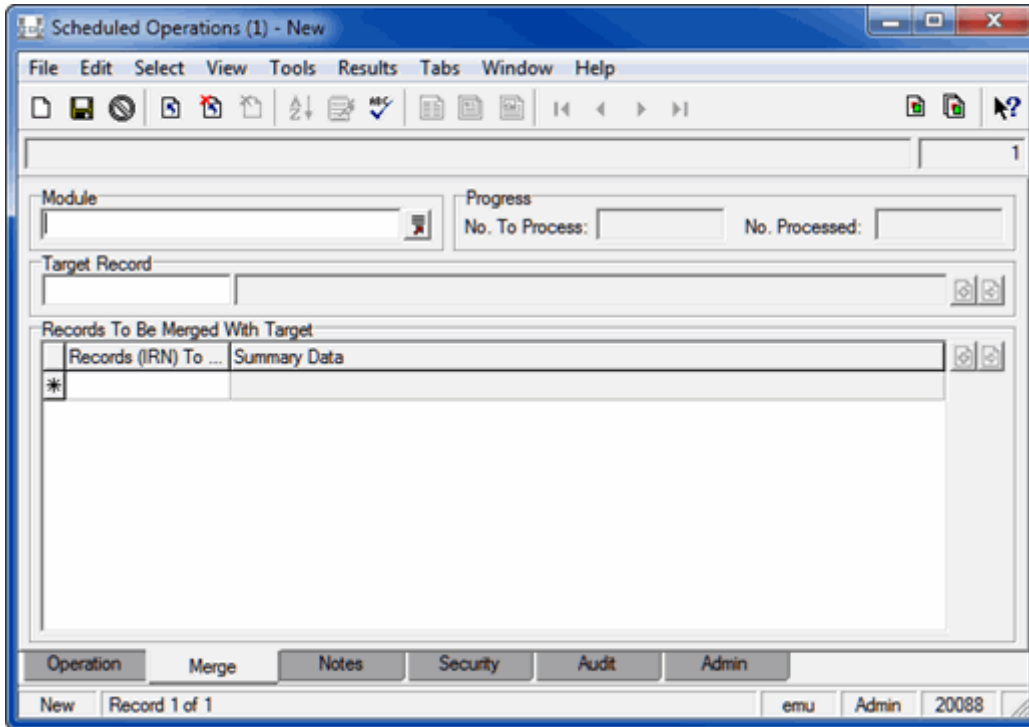 Scheduled Operations (1) - New
File Edit Select View Tools Results Tabs Window Help
1
Module
Progress
No. To Process:
No. Processed:
Target Record
Records To Be Merged With Target
Records (IRN) To ... Summary Data
Operation Merge Notes Security Audit Admin
New Record 1 of 1 emu Admin 20088